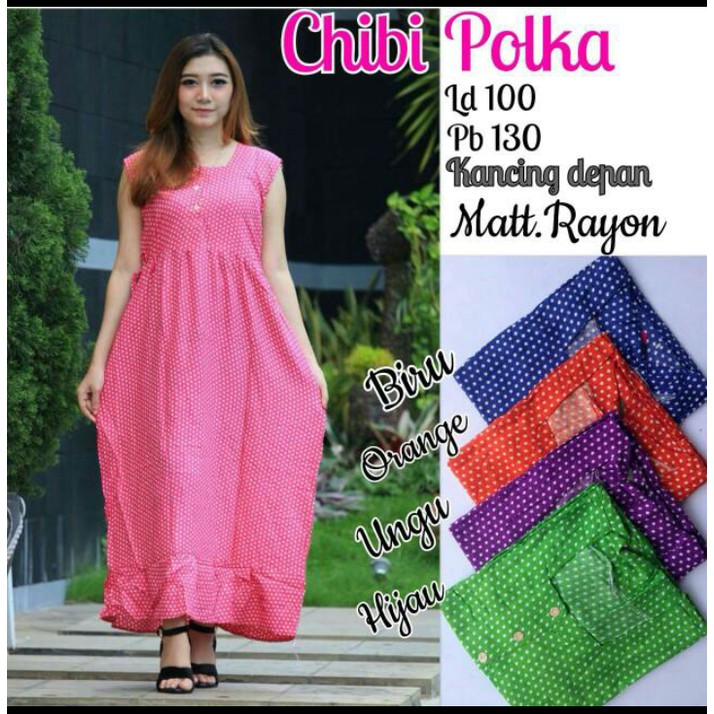 Chibi Polka
Ld 100
Pb 130
Kancing depan
Matt. Rayon
Biru
Orange
Ungu
Hijau